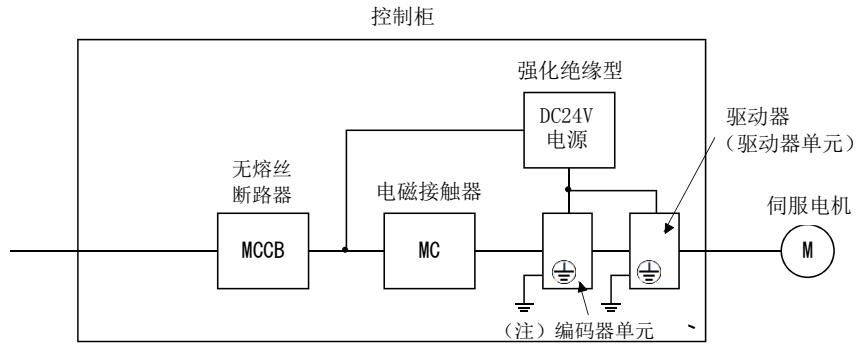 控制柜
强化绝缘型
DC24V
电源
驱动器
（驱动器单元）
无熔丝
断路器
电磁接触器
伺服电机
MCCB
MC
M
（注）编码器单元